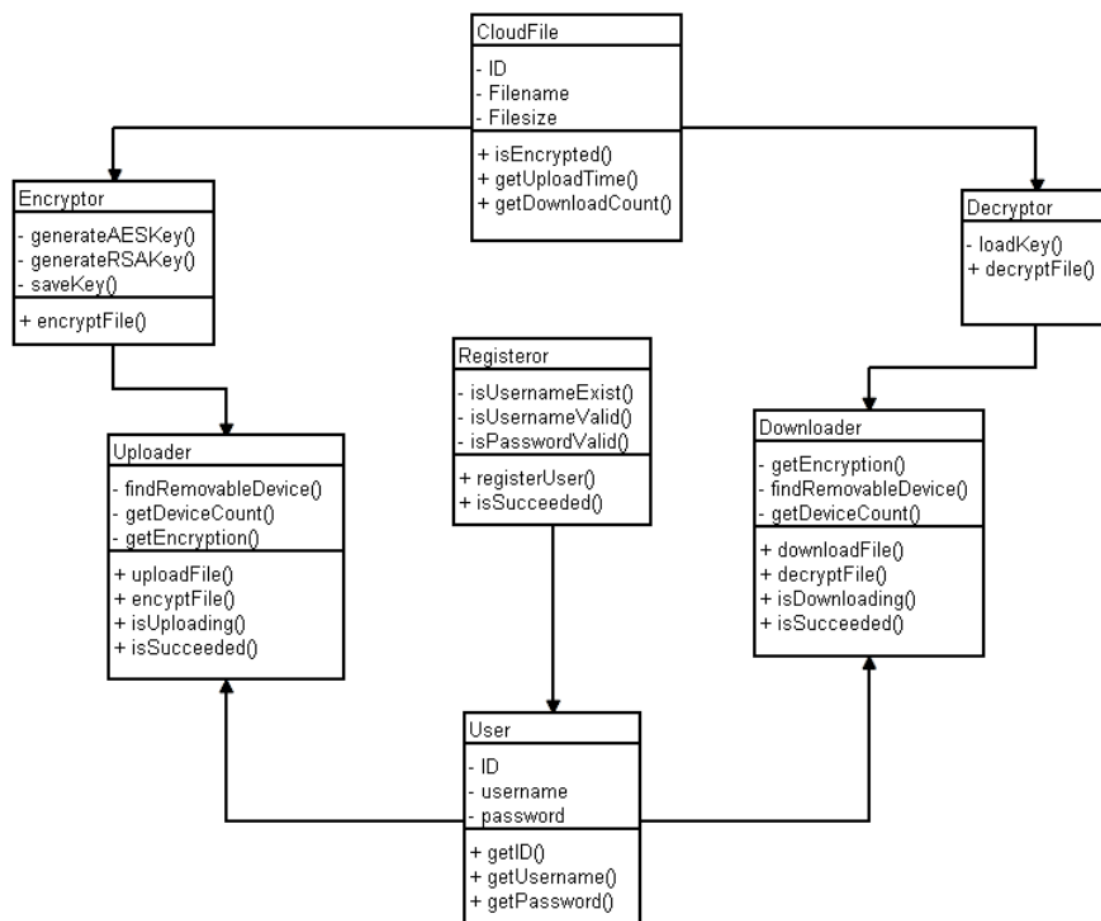 CloudFile
- ID
- Filename
- Filesize
+ isEncrypted()
+ getUploadTime()
+ getDownloadCount()
Encryptor
- generateAESKey()
- generateRSAKey()
- saveKey()
+ encryptFile()
Decryptor
- loadKey()
+ decryptFile()
Registeror
- isUsernameExist()
- isUsernameValid()
- isPasswordValid()
+ registerUser()
+ isSucceeded()
Uploader
- findRemovableDevice()
- getDeviceCount()
- getEncryption()
+ uploadFile()
+ encyptFile()
+ isUploading()
+ isSucceeded()
Downloader
- getEncryption()
- findRemovableDevice()
- getDeviceCount()
+ downloadFile()
+ decryptFile()
+ isDownloading()
+ isSucceeded()
User
- ID
- username
- password
+ getID()
+ getUsername()
+ getPassword()